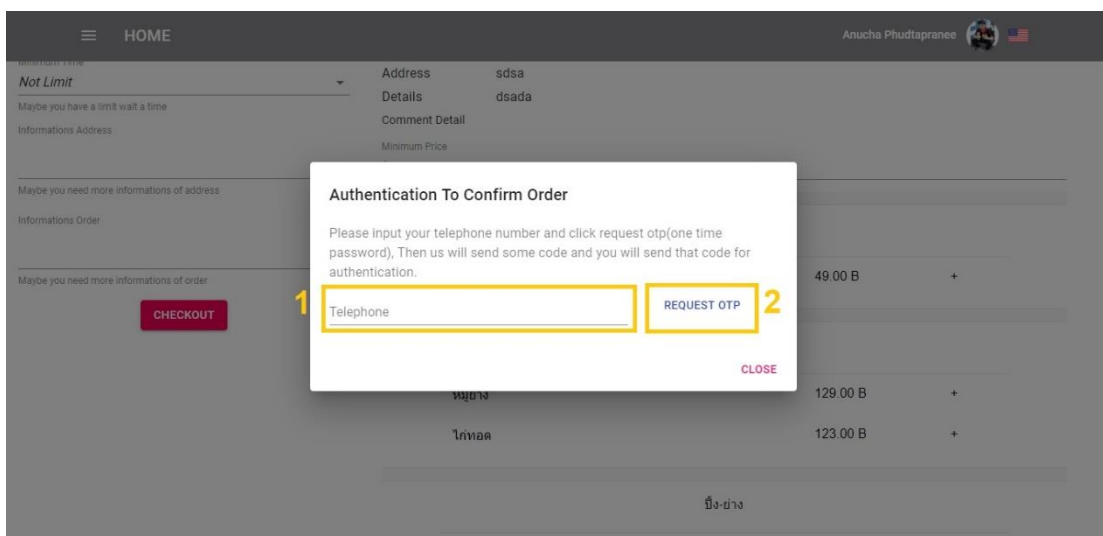 HOME
Anucha Phudtapranee
Minimum Time
Not Limit
Maybe you have a limit wait a time
Informations Address
Maybe you need more informations of address
Informations Order
Maybe you need more informations of order
CHECKOUT
Address sdsa
Details dsada
Comment Detail
Minimum Price
Authentication To Confirm Order
Please input your telephone number and click request otp(one time
password), Then us will send some code and you will send that code for
authentication.
1
Telephone
REQUEST OTP
2
CLOSE
49.00 B +
หมูย่าง 129.00 B +
ไก่ทอด 123.00 B +
ปิ้ง-ย่าง